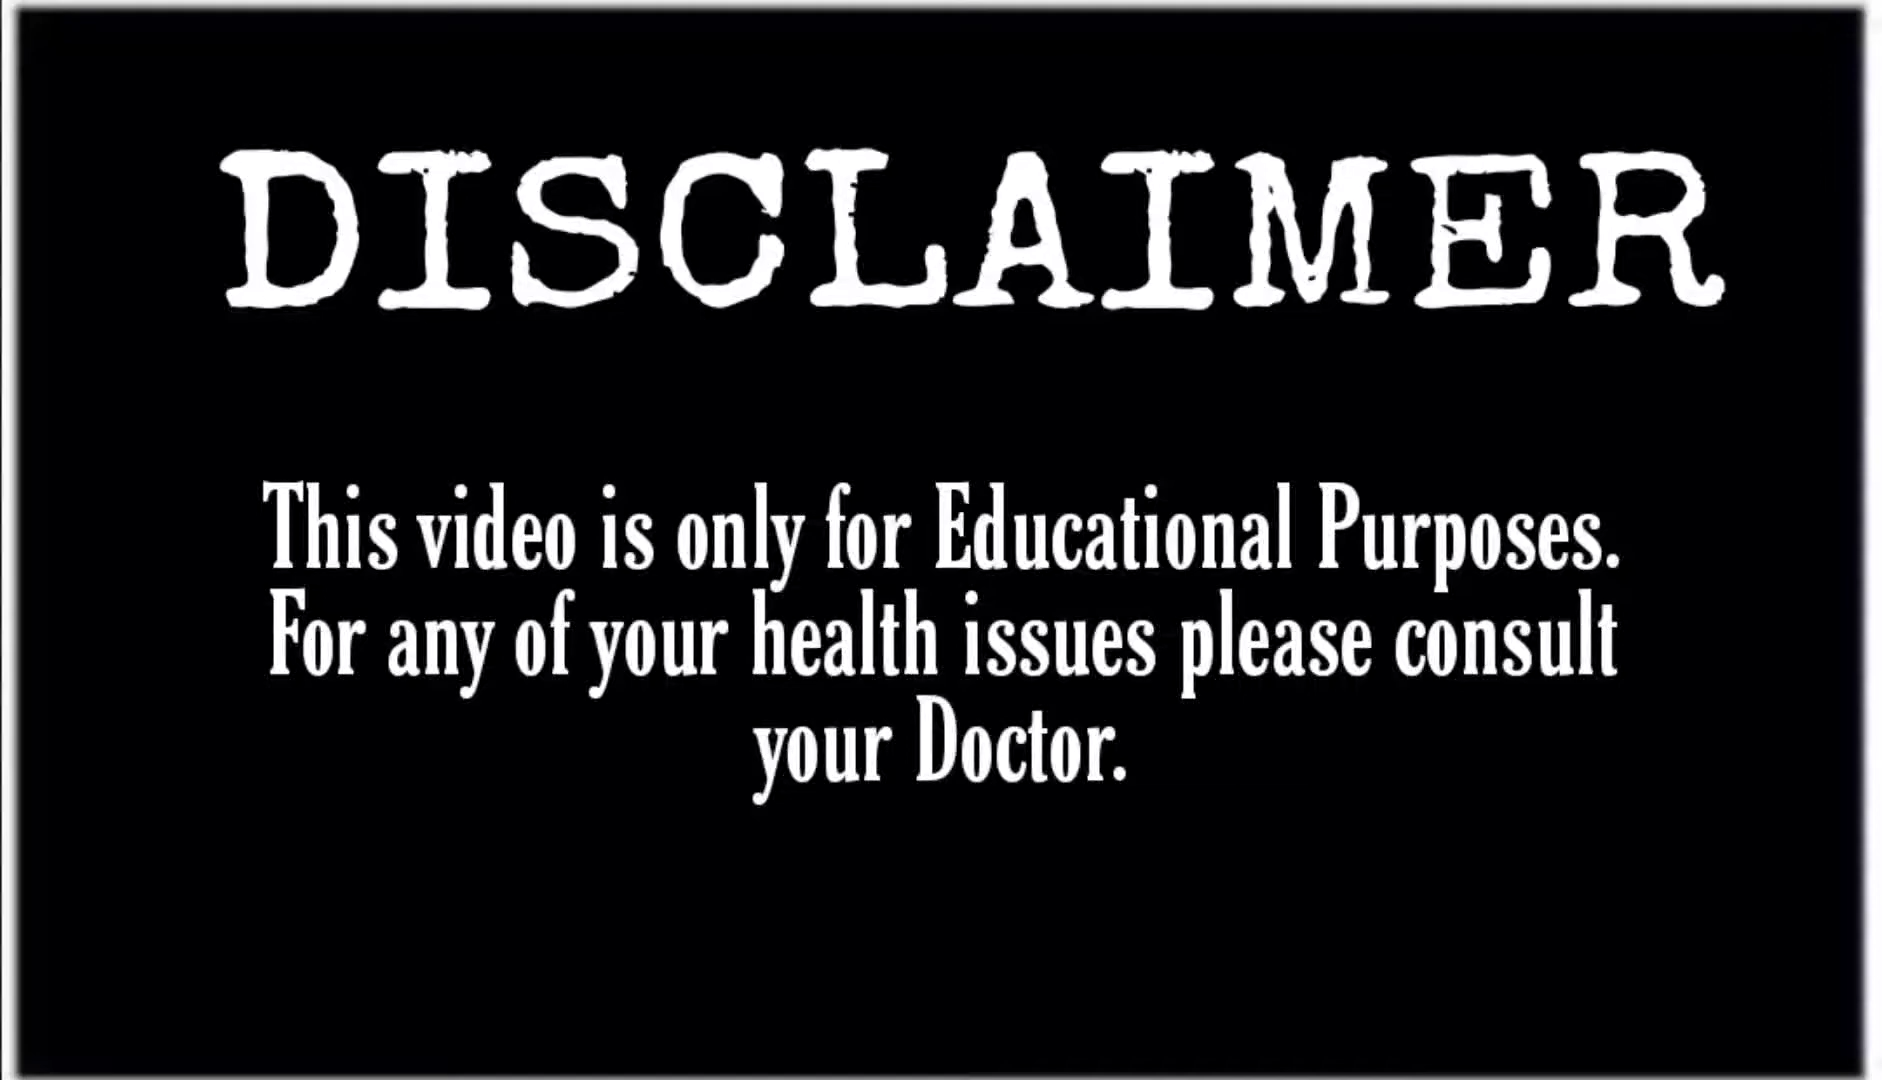 DISCLAIMER
This video is only for Educational Purposes.
For any of your health issues please consult
your Doctor.